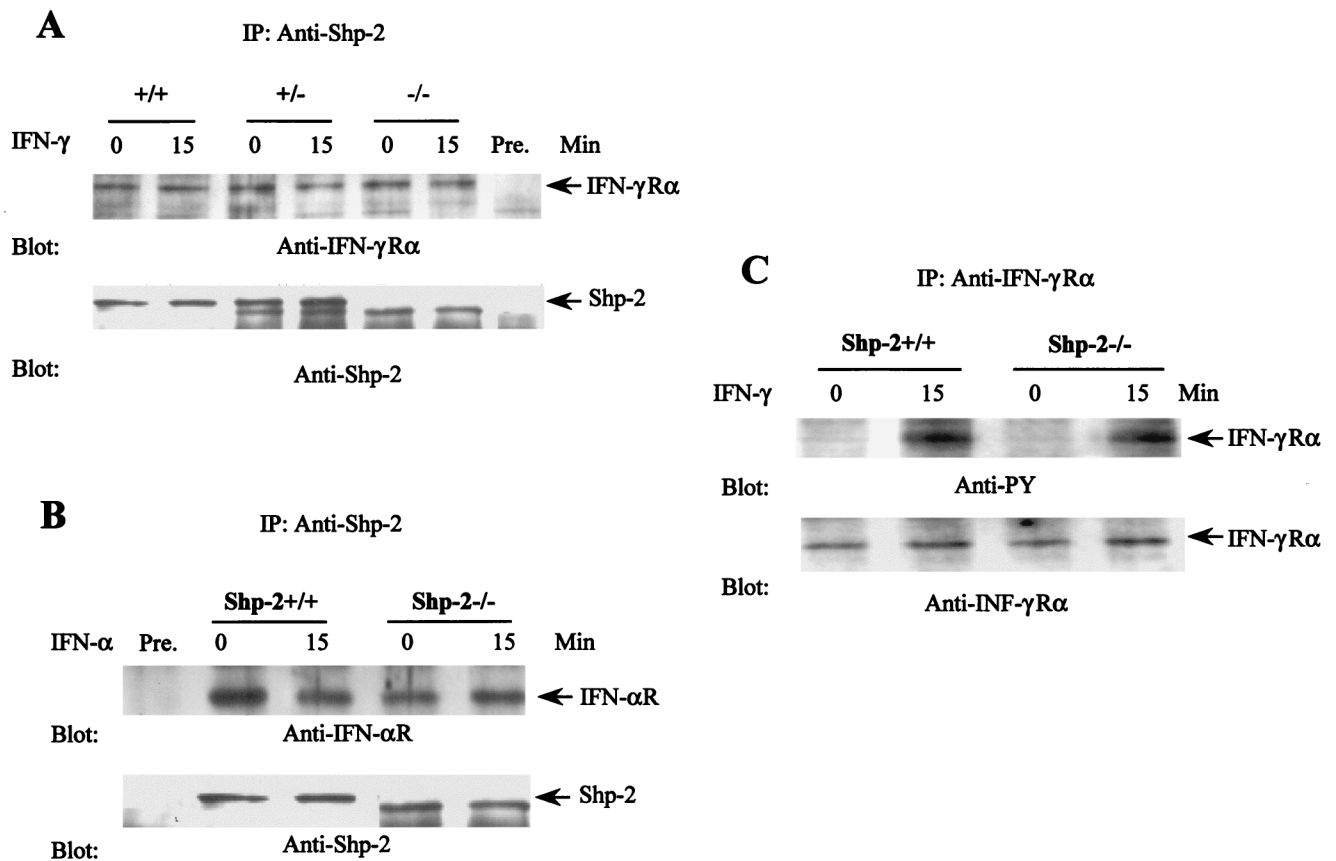 A
IP: Anti-Shp-2
+/+ +/- -/-
IFN-γ 0 15 0 15 0 15 Pre. Min
IFN-γRα
Blot: Anti-IFN-γRα
Shp-2
Blot: Anti-Shp-2
B
IP: Anti-Shp-2
Shp-2+/+ Shp-2-/-
IFN-α Pre. 0 15 0 15 Min
IFN-αR
Blot: Anti-IFN-αR
Shp-2
Blot: Anti-Shp-2
C
IP: Anti-IFN-γRα
Shp-2+/+ Shp-2-/-
IFN-γ 0 15 0 15 Min
IFN-γRα
Blot: Anti-PY
IFN-γRα
Blot: Anti-INF-γRα